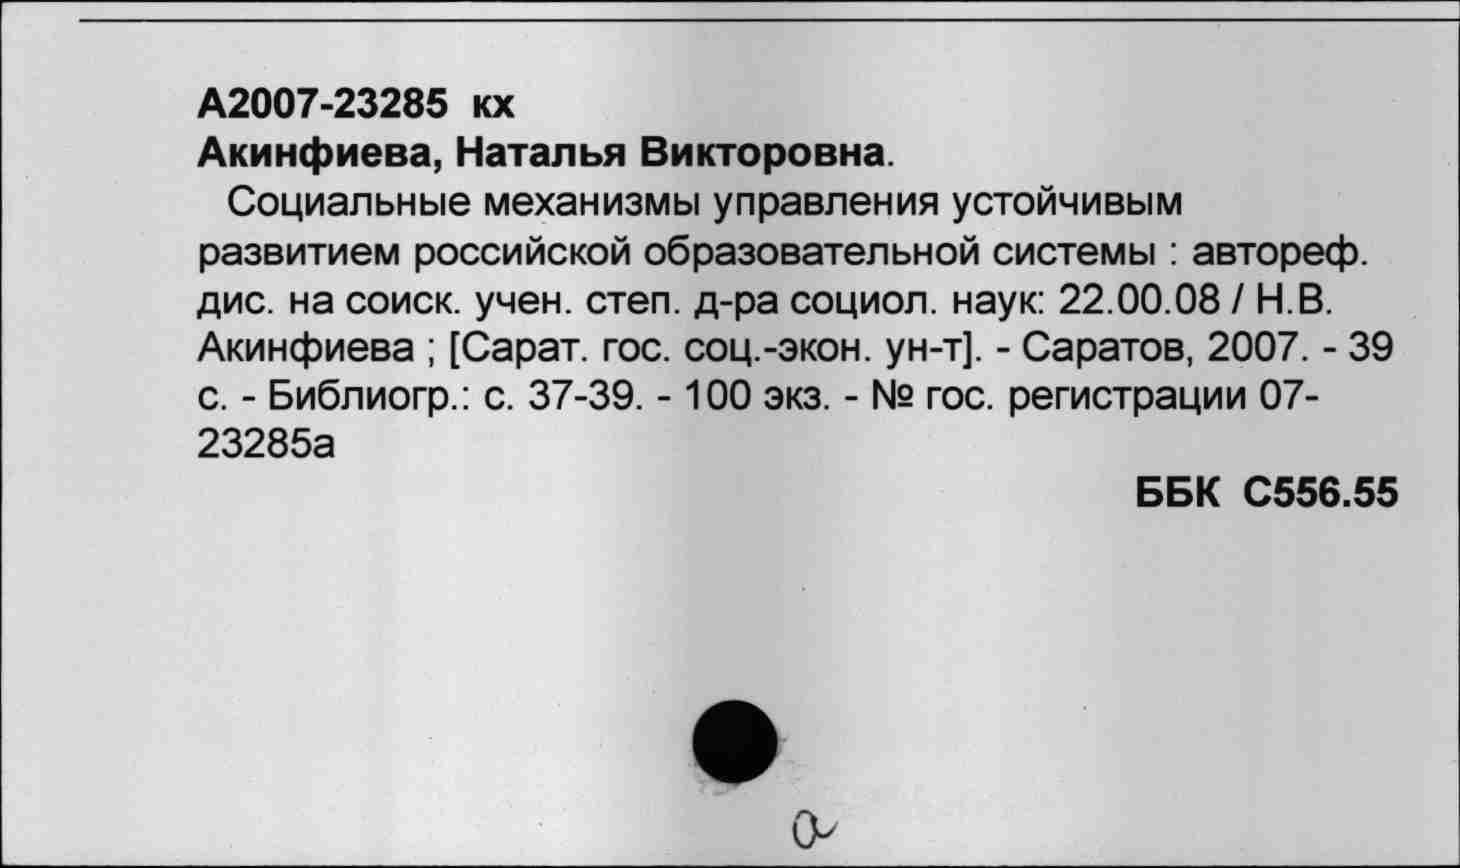 А2007-23285 кх
Акинфиева, Наталья Викторовна.
Социальные механизмы управления устойчивым
развитием российской образовательной системы : автореф.
дис. на соиск. учен. степ. д-ра социол. наук: 22.00.08 / Н.В.
Акинфиева ; [Сарат. гос. соц.-экон. ун-т]. - Саратов, 2007. - 39
с. - Библиогр.: с. 37-39. - 100 экз. - № гос. регистрации 07-
23285а
ББК С556.55